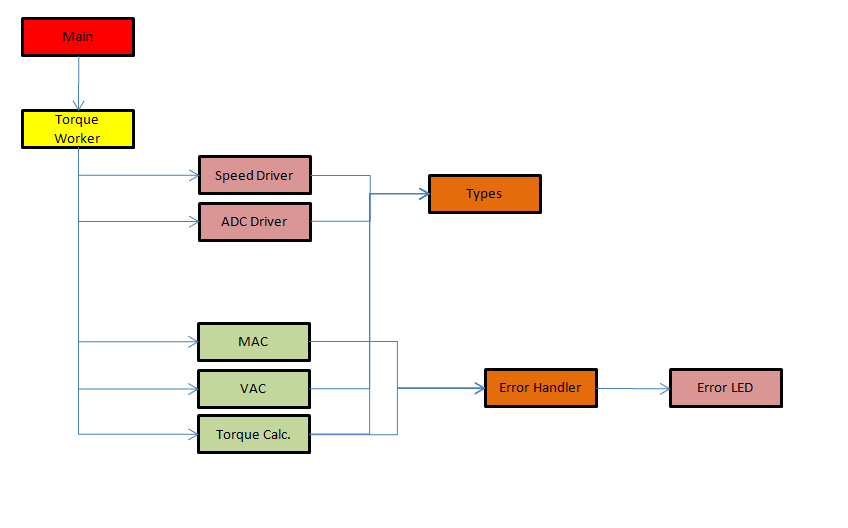 Main
Torque
Worker
Speed Driver
Types
ADC Driver
MAC
VAC
Error Handler
Error LED
Torque Calc.